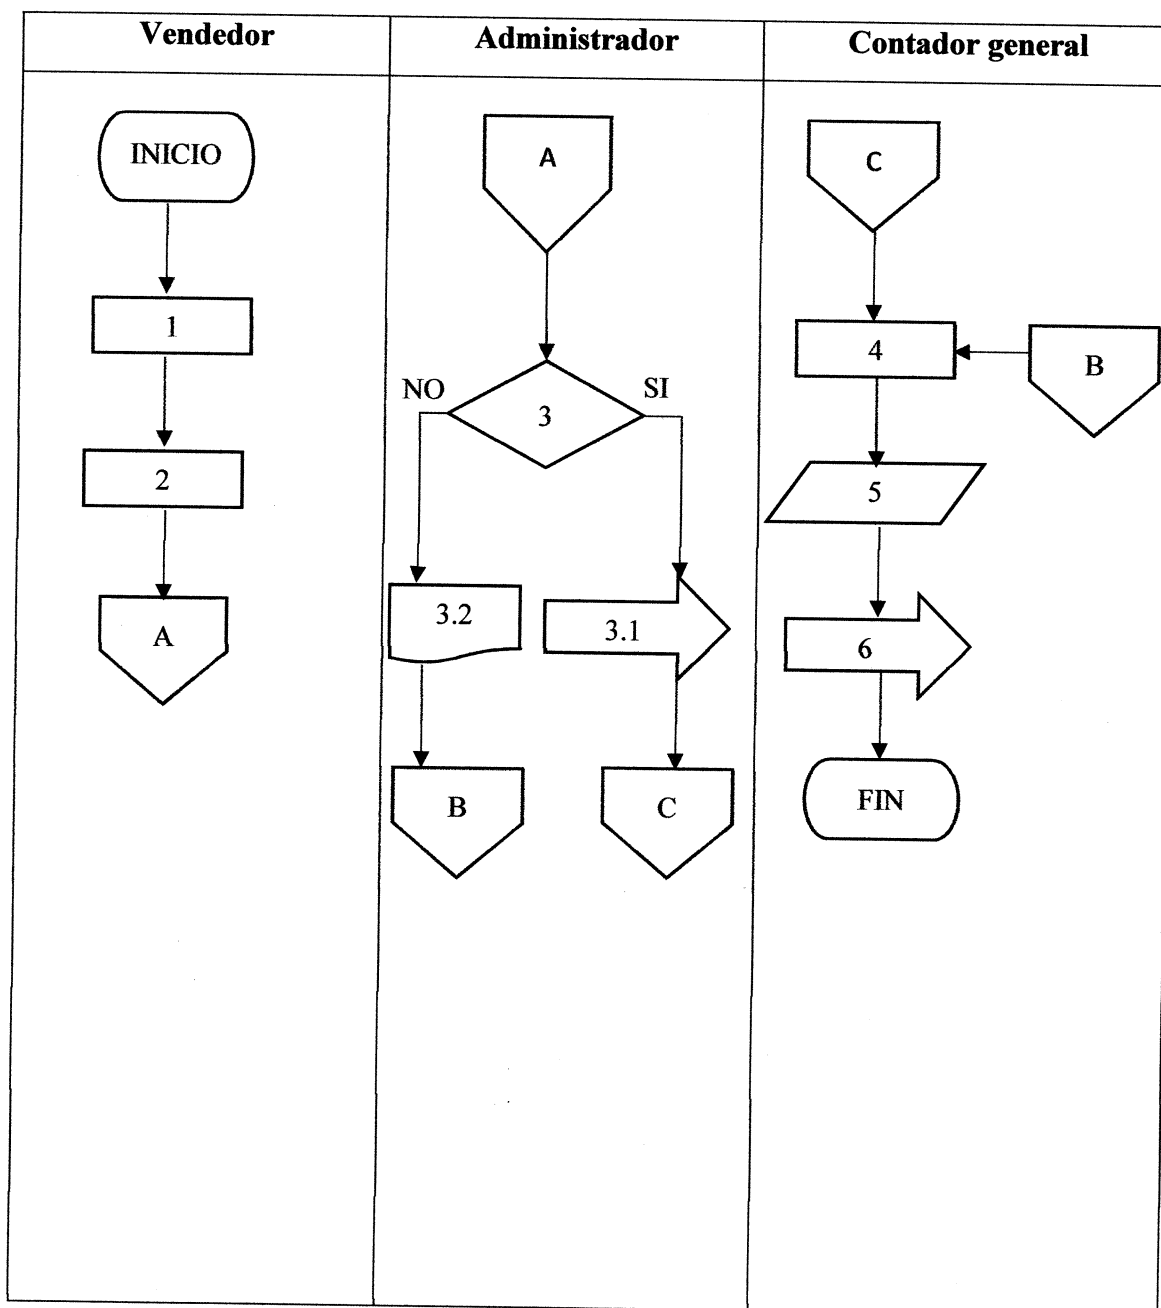 Vendedor
Administrador
Contador general
INICIO
1
2
A
A
NO
SI
3
3.2
3.1
B
C
C
4
B
5
6
FIN